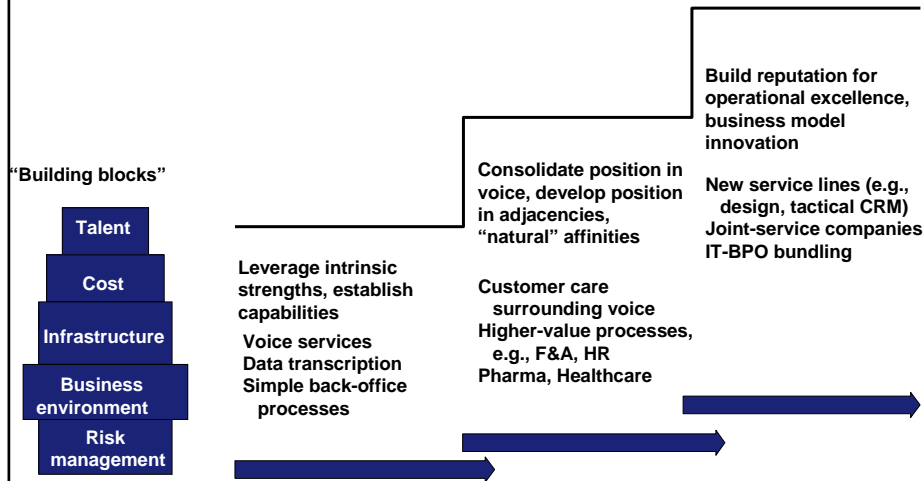 “Building blocks”
Talent
Cost
Infrastructure
Business
environment
Risk
management
Leverage intrinsic
strengths, establish
capabilities
Voice services
Data transcription
Simple back-office
processes
Consolidate position in
voice, develop position
in adjacencies,
“natural” affinities
Customer care
surrounding voice
Higher-value processes,
e.g., F&A, HR
Pharma, Healthcare
Build reputation for
operational excellence,
business model
innovation
New service lines (e.g.,
design, tactical CRM)
Joint-service companies
IT-BPO bundling